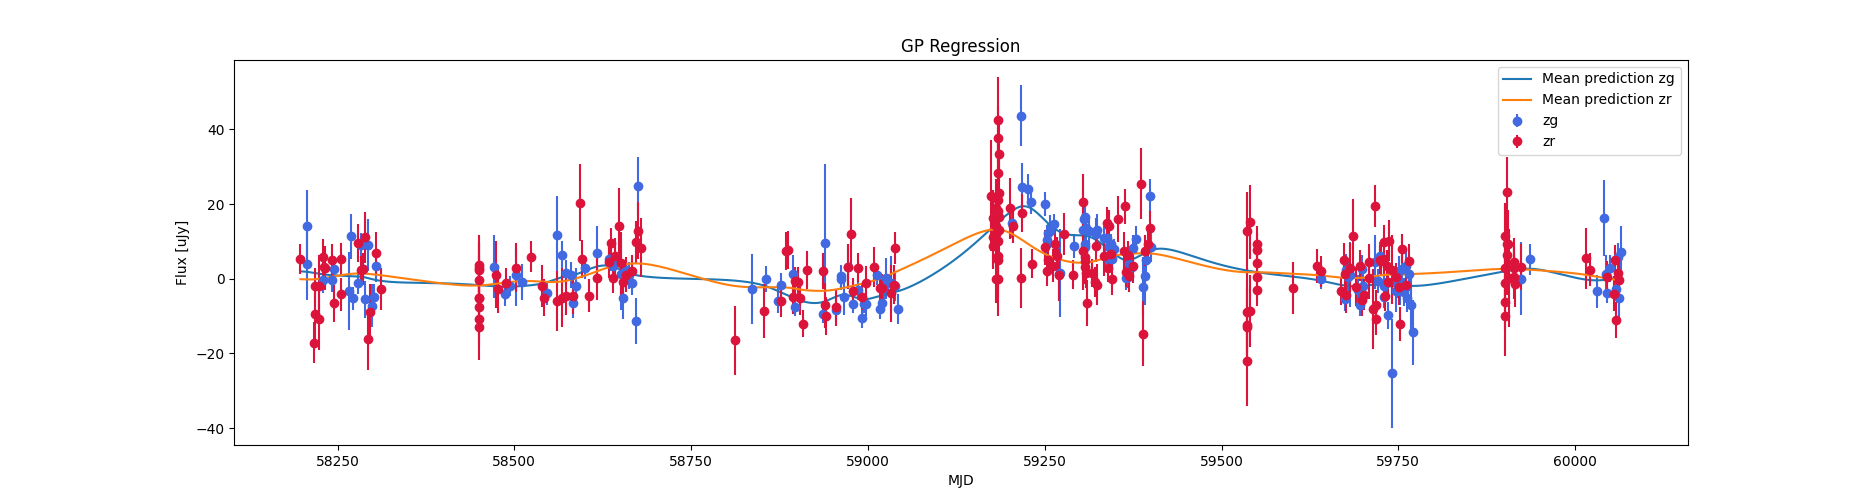 GP Regression
Flux [uJy]
40
20
0
−20
−40
Mean prediction zg
Mean prediction zr
zg
zr
58250
58500
58750
59000
59250
59500
59750
60000
MJD